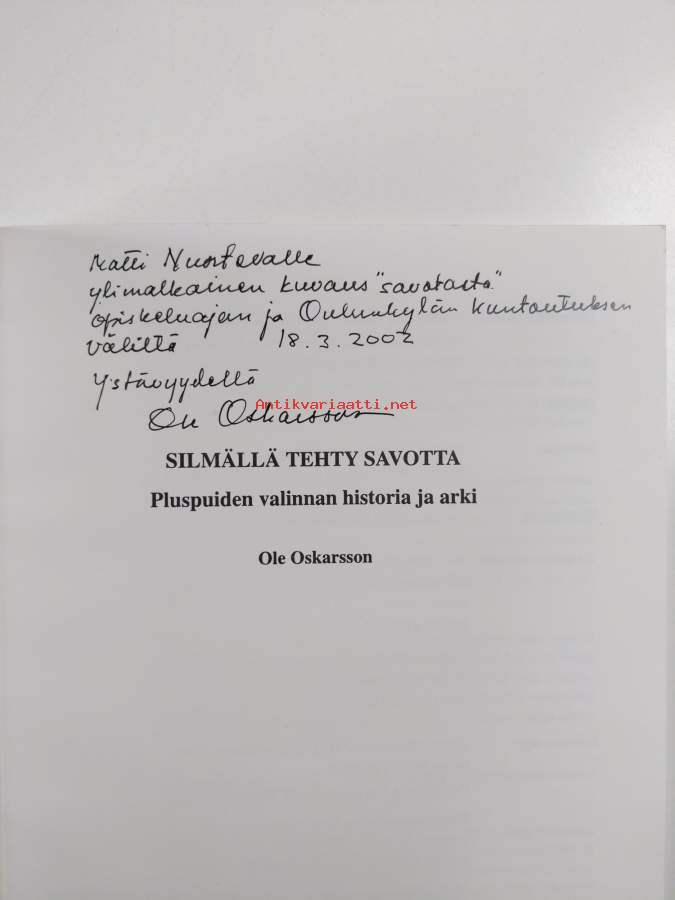 Matti Nuortevalle
ylimalkainen kuvaus "savotasta"
opiskeluajan ja Oulunkylän kuntoutuksen
väliltä 18.3.2002
Ystävyydellä
Antikvariaatti.net
Ole Oskarsson
SILMÄLLÄ TEHTY SAVOTTA
Pluspuiden valinnan historia ja arki
Ole Oskarsson